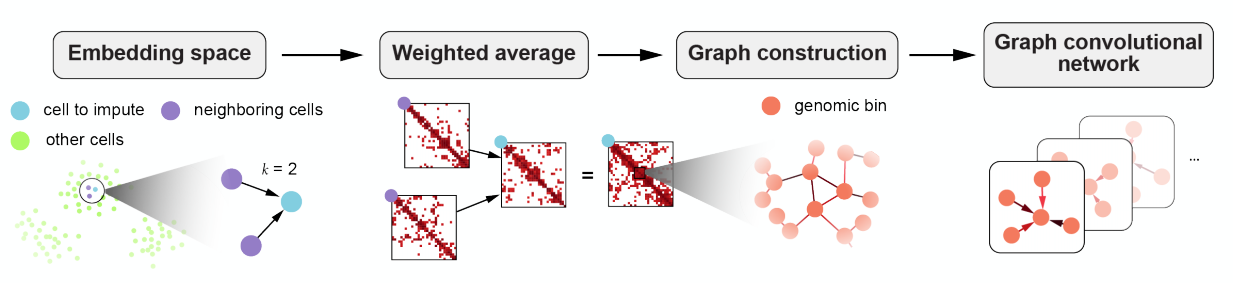 Embedding space
Weighted average
Graph construction
Graph convolutional
network
cell to impute
neighboring cells
other cells
k = 2
=
genomic bin
...